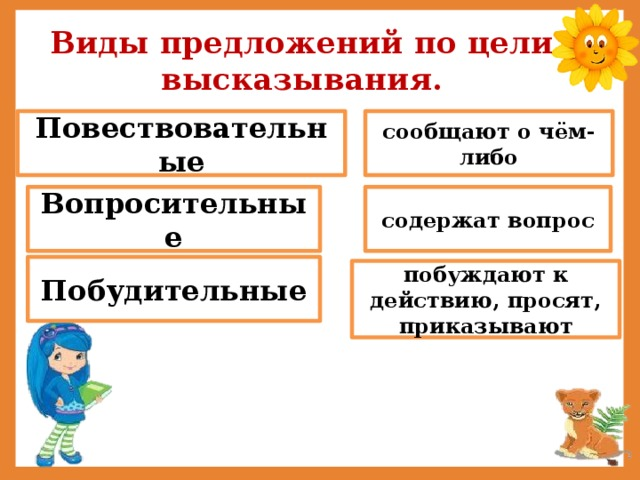 Виды предложений по цели
высказывания.
Повествовательн
ые
сообщают о чём-
либо
Вопросительны
е
содержат вопрос
Побудительные
побуждают к
действию, просят,
приказывают